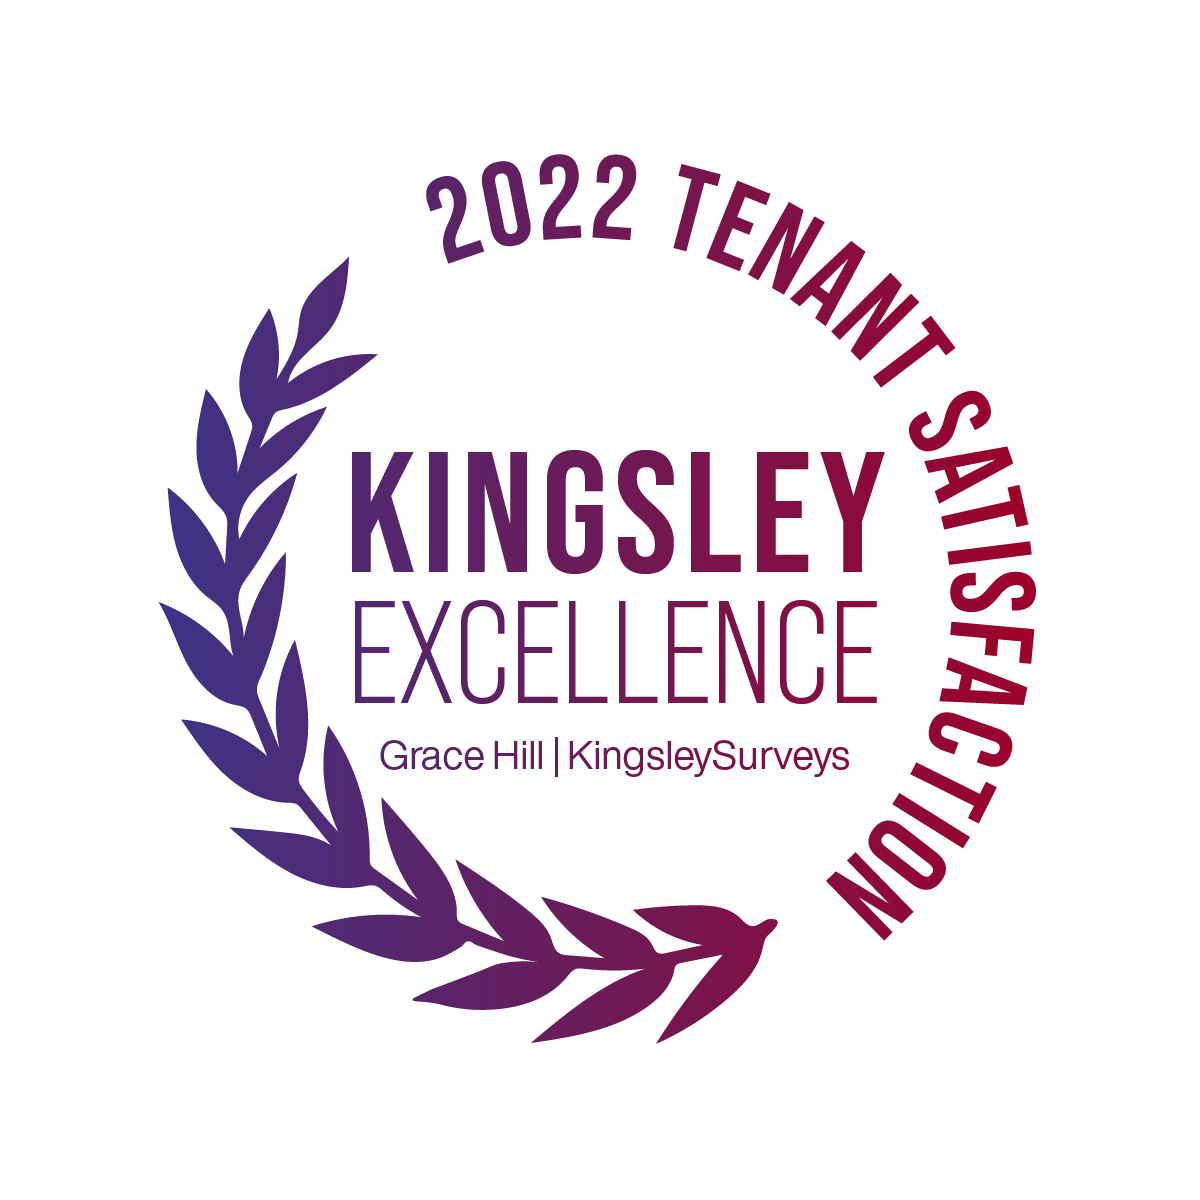 2022 TENANT SATISFACTION
KINGSLEY
EXCELLENCE
Grace Hill | KingsleySurveys